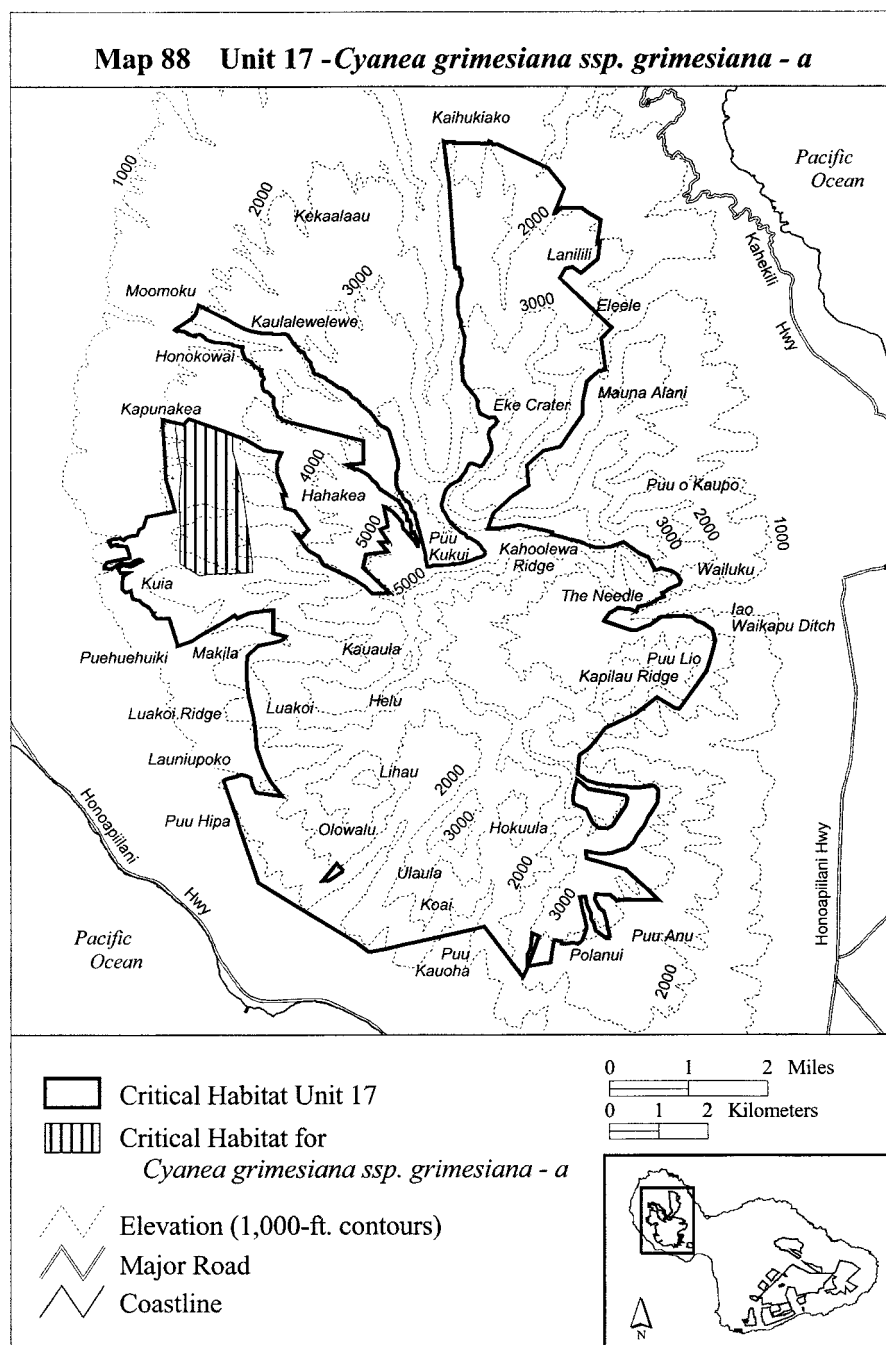 Map 88 Unit 17 - Cyanea grimesiana ssp. grimesiana - a
Kaihukiako
Pacific
Ocean
1000
2000
Kekaalaau
2000
Lanilili
Kahekili
Hwy
3000
3000
Eleele
Moomoku
Kaulalewelewe
Honokowai
Kapunakea
Eke Crater
Mauna Alani
4000
Hahakea
Puu o Kaupo
5000
Puu
Kukui
Kahoolewa
Ridge
3000
2000
1000
Wailuku
5000
Kuia
The Needle
Iao
Waikapu Ditch
Puehuehuiki
Makila
Kauaula
Puu Lio
Kapilau Ridge
Luakoi Ridge
Luakoi
Helu
Launiupoko
Lihau
2000
Puu Hipa
Olowalu
3000
Hokuula
Honoapiilani
Hwy
Ulaula
2000
Koai
3000
Honoapiilani Hwy
Pacific
Ocean
Puu
Kauoha
Polanui
Puu Anu
2000
Critical Habitat Unit 17
Critical Habitat for
Cyanea grimesiana ssp. grimesiana - a
Elevation (1,000-ft. contours)
Major Road
Coastline
0 1 2 Miles
0 1 2 Kilometers
N